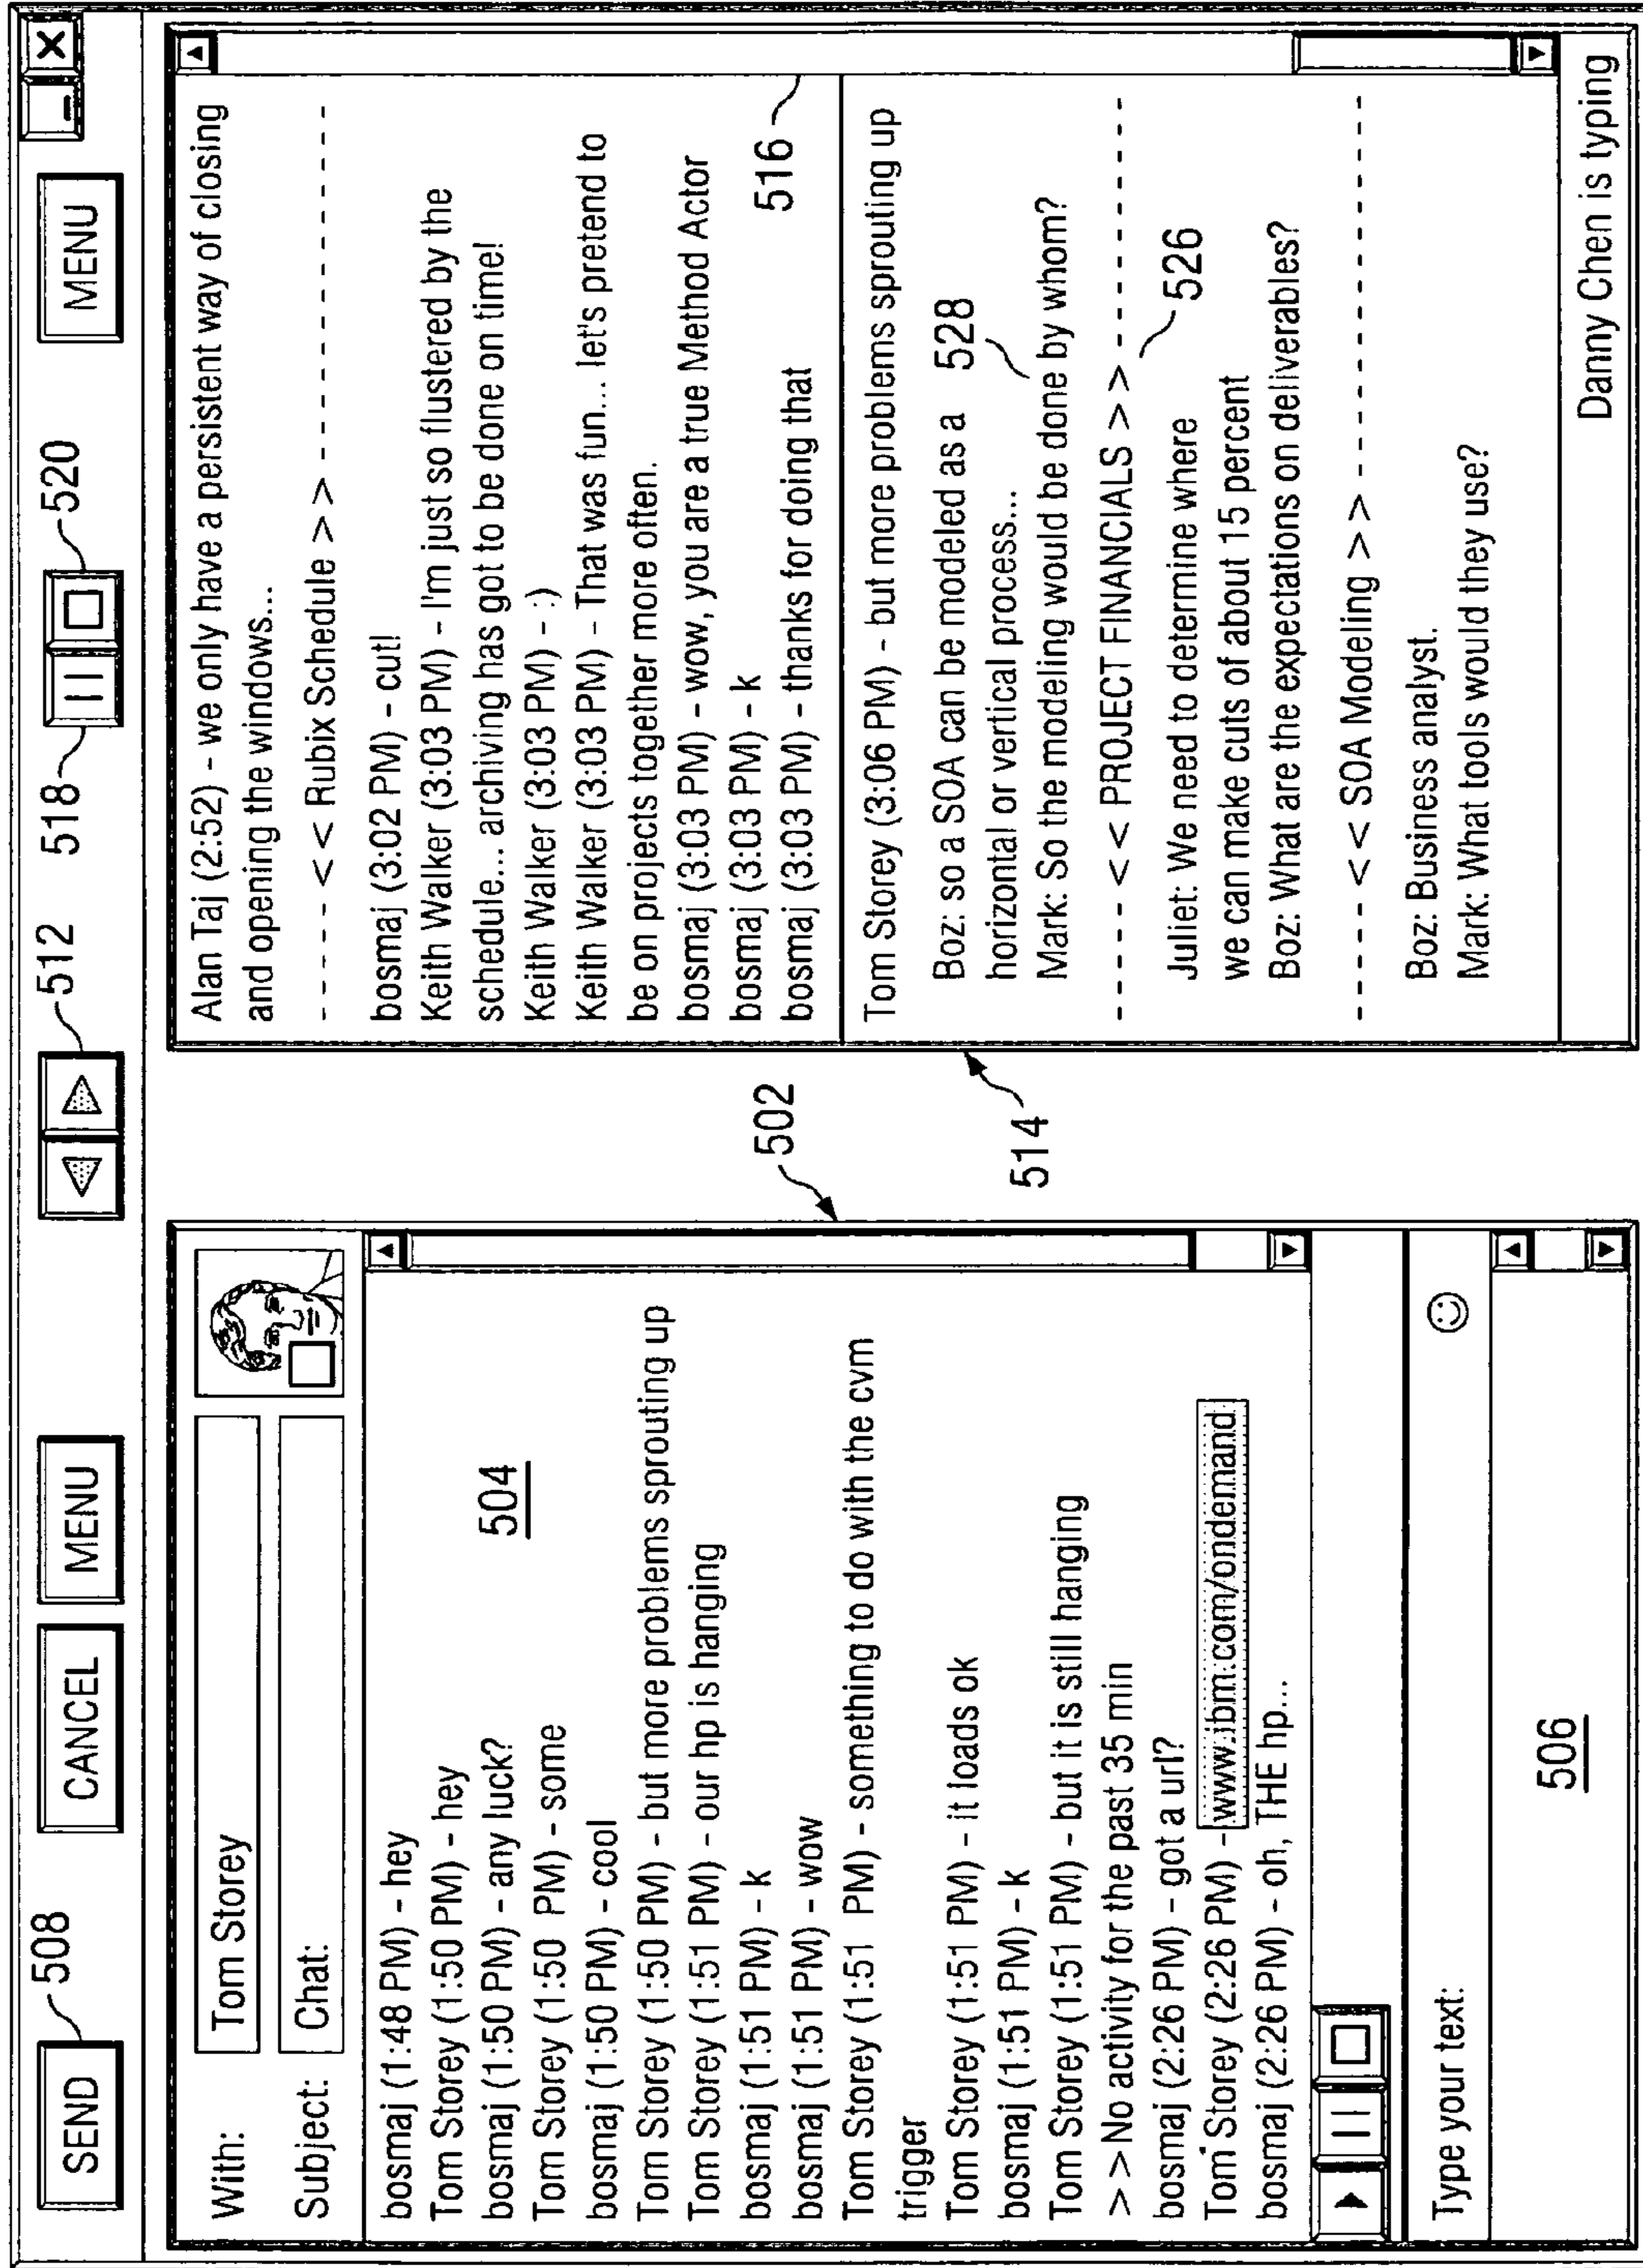 SEND
508
CANCEL
MENU
512
518
520
MENU
With:
Tom Storey
Subject:
Chat:
bosmaj (1:48 PM) - hey
Tom Storey (1:50 PM) - hey
bosmaj (1:50 PM) - any luck?
Tom Storey (1:50 PM) - some
bosmaj (1:50 PM) - cool
Tom Storey (1:50 PM) - but more problems sprouting up
Tom Storey (1:51 PM) - our hp is hanging
bosmaj (1:51 PM) - k
bosmaj (1:51 PM) - wow
Tom Storey (1:51 PM) - something to do with the cvm
trigger
Tom Storey (1:51 PM) - it loads ok
bosmaj (1:51 PM) - k
Tom Storey (1:51 PM) - but it is still hanging
> >No activity for the past 35 min
bosmaj (2:26 PM) - got a url?
Tom Storey (2:26 PM) - www.ibm.com/ondemand
bosmaj (2:26 PM) - oh, THE hp...
504
Type your text:
506
502
514
Alan Taj (2:52) - we only have a persistent way of closing
and opening the windows...
- - - - - < < Rubix Schedule > > - - - - - - - - - - - - - - - -
bosmaj (3:02 PM) - cut!
Keith Walker (3:03 PM) - I'm just so flustered by the
schedule... archiving has got to be done on time!
Keith Walker (3:03 PM) - :)
Keith Walker (3:03 PM) - That was fun... let's pretend to
be on projects together more often.
bosmaj (3:03 PM) - wow, you are a true Method Actor
bosmaj (3:03 PM) - k
bosmaj (3:03 PM) - thanks for doing that
516
Tom Storey (3:06 PM) - but more problems sprouting up
Boz: so a SOA can be modeled as a
528
horizontal or vertical process...
Mark: So the modeling would be done by whom?
- - - - - < < PROJECT FINANCIALS > > - - - - - - - - - - -
526
Juliet: We need to determine where
we can make cuts of about 15 percent
Boz: What are the expectations on deliverables?
- - - - - < < SOA Modeling > > - - - - - - - - - - - - - - - - -
Boz: Business analyst.
Mark: What tools would they use?
Danny Chen is typing